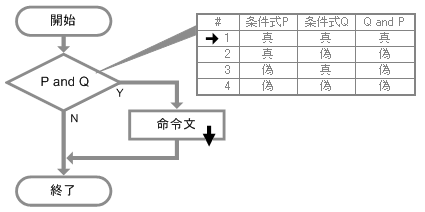 開始
P and Q
Y
N
命令文
終了
# 条件式P 条件式Q Q and P
1 真 真 真
2 真 偽 偽
3 偽 真 偽
4 偽 偽 偽